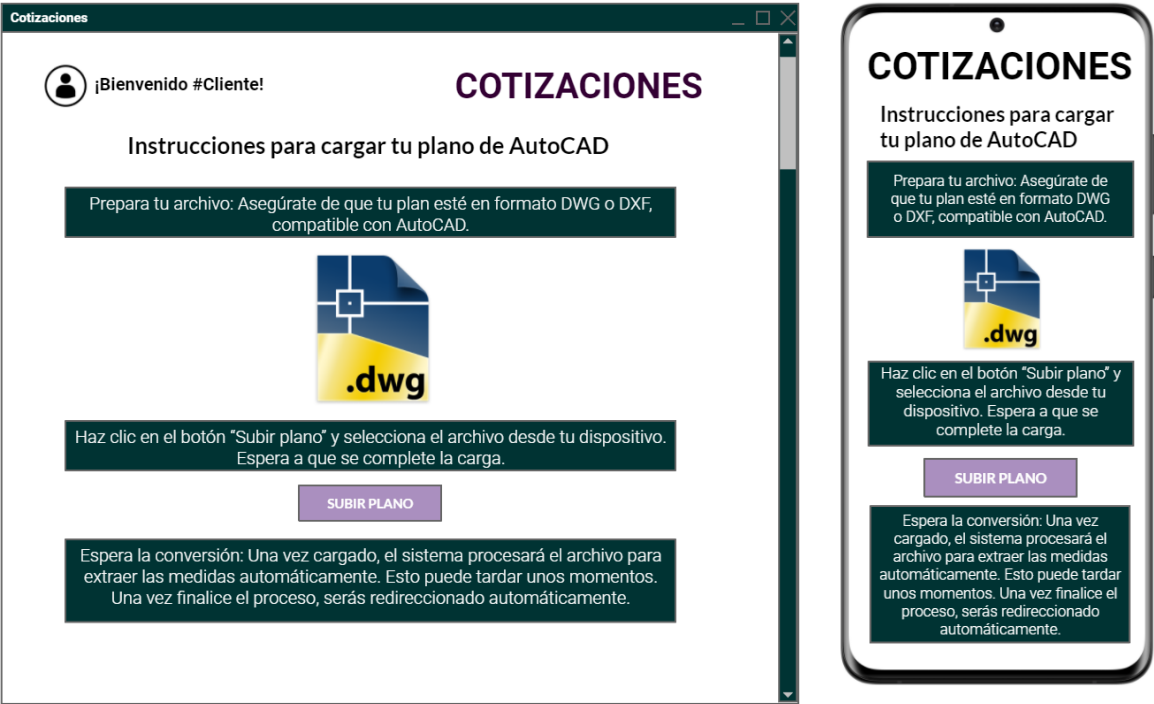 Cotizaciones
¡Bienvenido #Cliente!
COTIZACIONES
Instrucciones para cargar tu plano de AutoCAD
Prepara tu archivo: Asegúrate de que tu plan esté en formato DWG o DXF,
compatible con AutoCAD.
.dwg
Haz clic en el botón “Subir plano” y selecciona el archivo desde tu dispositivo.
Espera a que se complete la carga.
SUBIR PLANO
Espera la conversión: Una vez cargado, el sistema procesará el archivo para
extraer las medidas automáticamente. Esto puede tardar unos momentos.
Una vez finalice el proceso, serás redireccionado automáticamente.
COTIZACIONES
Instrucciones para cargar
tu plano de AutoCAD
Prepara tu archivo: Asegúrate de
que tu plan esté en formato DWG
o DXF, compatible con AutoCAD.
.dwg
Haz clic en el botón “Subir plano” y
selecciona el archivo desde tu
dispositivo. Espera a que se
complete la carga.
SUBIR PLANO
Espera la conversión: Una vez
cargado, el sistema procesará el
archivo para extraer las medidas
automáticamente. Esto puede tardar
unos momentos. Una vez finalice el
proceso, serás redireccionado
automáticamente.